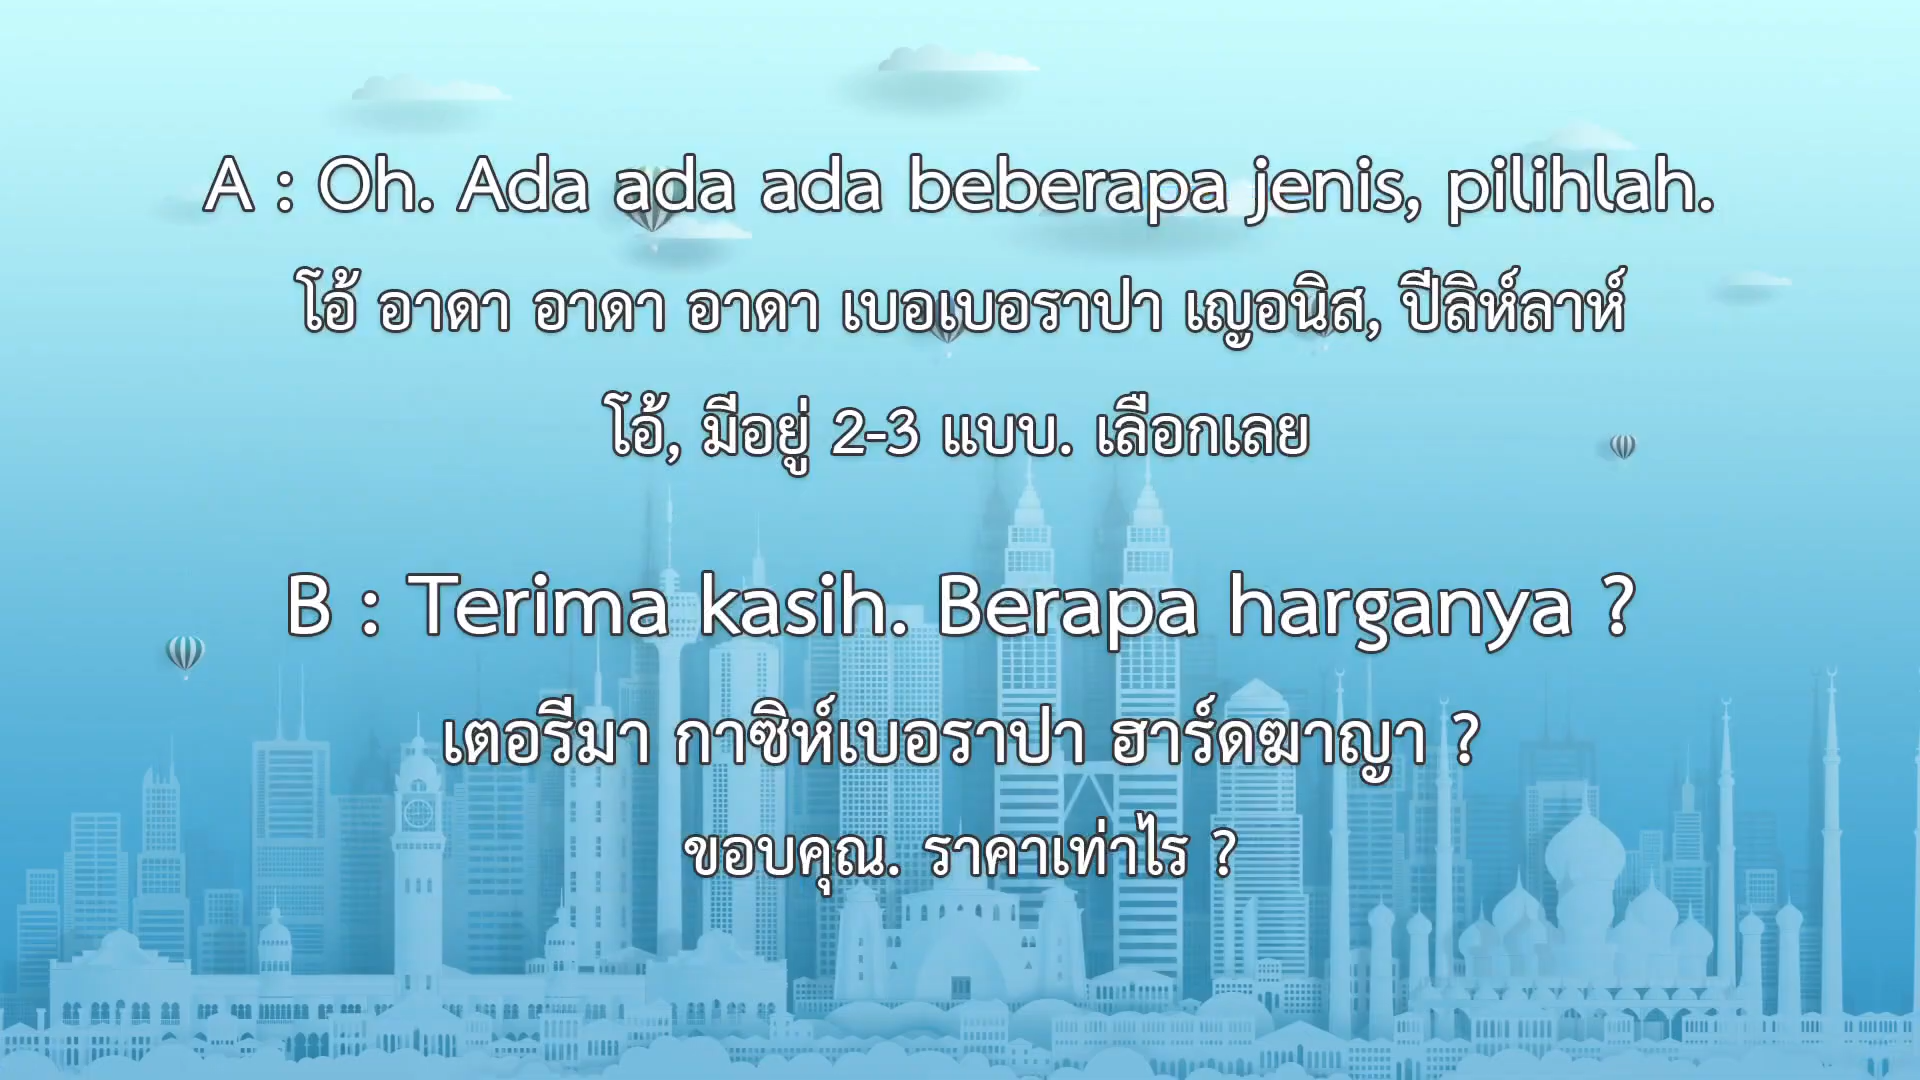 A : Oh. Ada ada ada beberapa jenis, pilihlah.
โอ้ อาดา อาดา อาดา เบอเบอราปา เญอนิส, ปีลิห์ลาห์
โอ้, มีอยู่ 2-3 แบบ. เลือกเลย
B : Terima kasih. Berapa harganya ?
เตอรีมา กาซิห์เบอราปา ฮาร์ดฆาญา ?
ขอบคุณ. ราคาเท่าไร ?